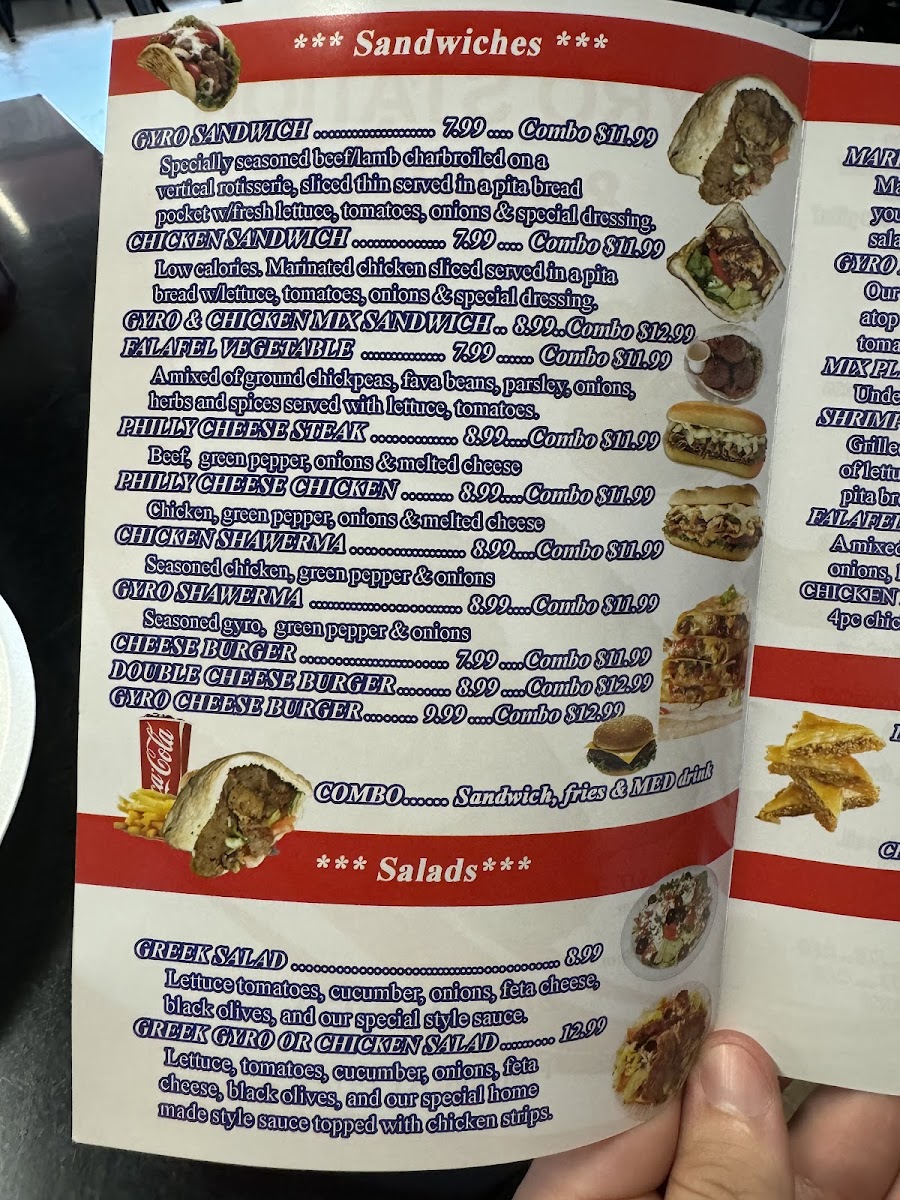 *** Sandwiches ***
GYRO SANDWICH .................... 7.99 .... Combo $11.99
Specially seasoned beef/lamb charbroiled on a
vertical rotisserie, sliced thin served in a pita bread
pocket w/fresh lettuce, tomatoes, onions & special dressing.
CHICKEN SANDWICH ............... 7.99 .... Combo $11.99
Low calories. Marinated chicken sliced served in a pita
bread w/lettuce, tomatoes, onions & special dressing.
GYRO & CHICKEN MIX SANDWICH .. 8.99..Combo $12.99
FALAFEL VEGETABLE .............. 7.99 ...... Combo $11.99
A mixed of ground chickpeas, fava beans, parsley, onions,
herbs and spices served with lettuce, tomatoes.
PHILLY CHEESE STEAK .............. 8.99....Combo $11.99
Beef, green pepper, onions & melted cheese
PHILLY CHEESE CHICKEN ........ 8.99....Combo $11.99
Chicken, green pepper, onions & melted cheese
CHICKEN SHAWERMA ................... 8.99....Combo $11.99
Seasoned chicken, green pepper & onions
GYRO SHAWERMA ......................... 8.99....Combo $11.99
Seasoned gyro, green pepper & onions
CHEESE BURGER ......................... 7.99 ....Combo $11.99
DOUBLE CHEESE BURGER......... 8.99 ....Combo $12.99
GYRO CHEESE BURGER......... 9.99 ....Combo $12.99
COMBO....... Sandwich, fries & MED drink
*** Salads***
GREEK SALAD ........................................... 8.99
Lettuce tomatoes, cucumber, onions, feta cheese,
black olives, and our special style sauce.
GREEK GYRO OR CHICKEN SALAD ......... 12.99
Lettuce, tomatoes, cucumber, onions, feta
cheese, black olives, and our special home
made style sauce topped with chicken strips.
GYRO
Our
atop
MIX PL
Unde
SHRIMP
Grille
of lettu
pita br
FALAFEL
A mixed
onions,
CHICKEN
4pc chic